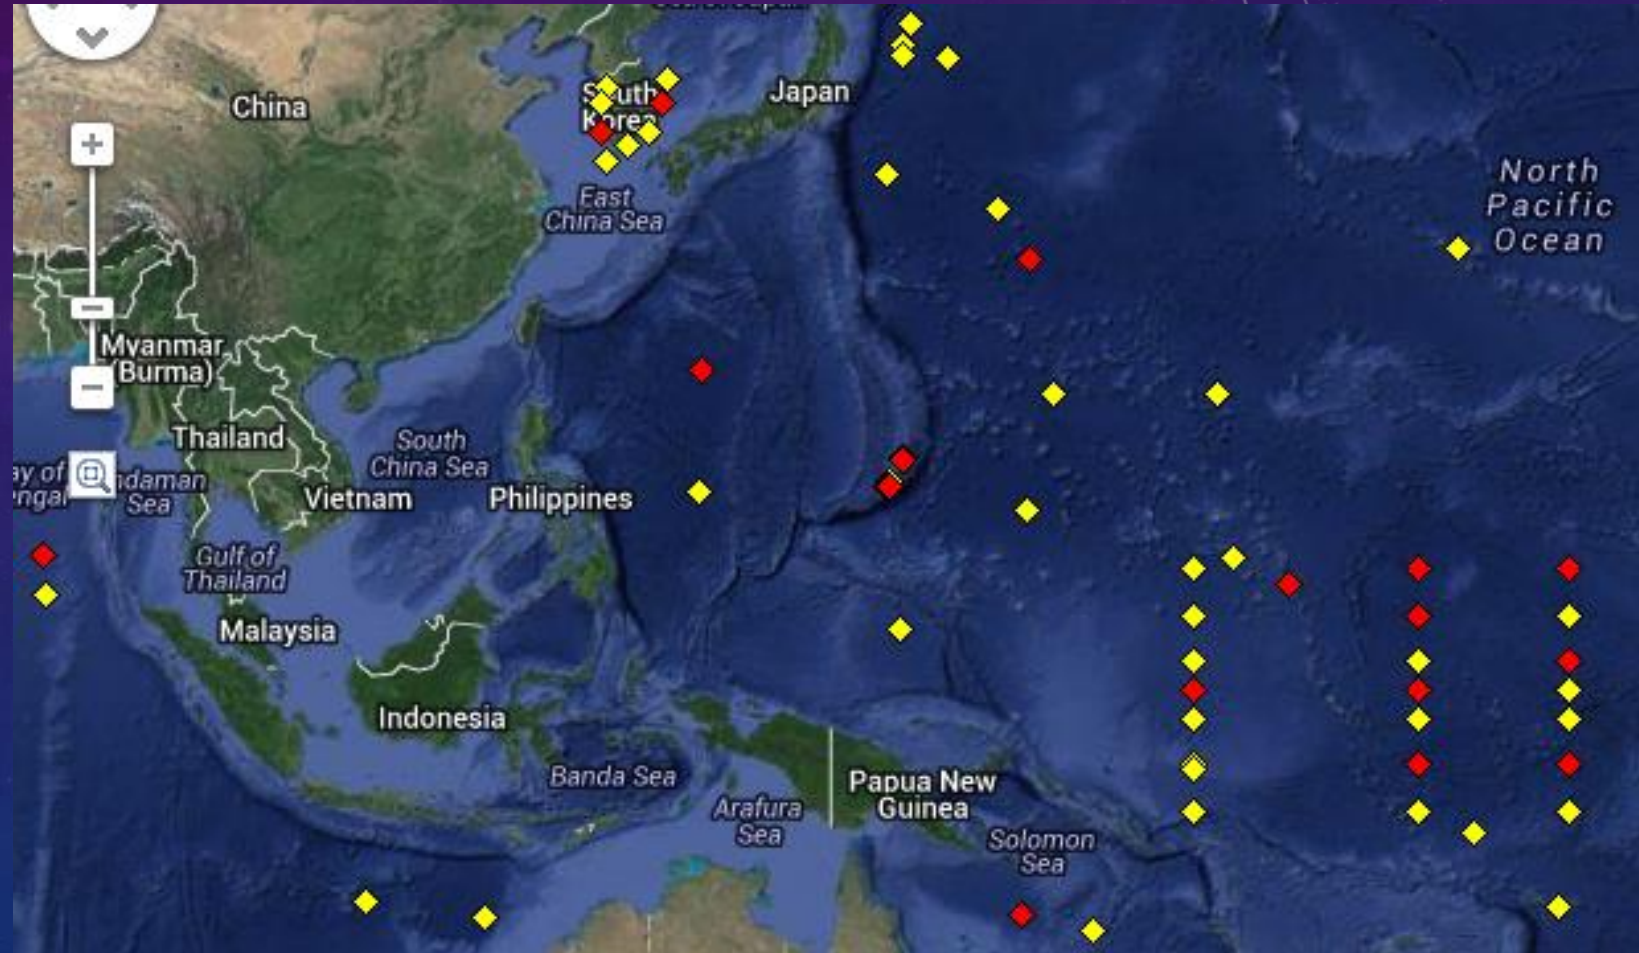 China
South
Korea
Japan
North
Pacific
Ocean
East
China Sea
Myanmar
(Burma)
Thailand
South
China Sea
Vietnam
Philippines
Sea
Gulf of
Thailand
Malaysia
Indonesia
Banda Sea
Papua New
Guinea
Arafura
Sea
Solomon
Sea